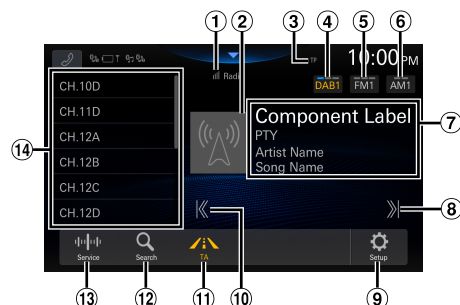 1 2 3 4 5 6
TP 10:00PM
Radio
DAB1 FM1 AM1
CH.10D
CH.11D
CH.12A
CH.12B
CH.12C
CH.12D
Component Label
PTY
Artist Name
Song Name
7
14
8
Service Search TA Setup
13 12 11 10 9